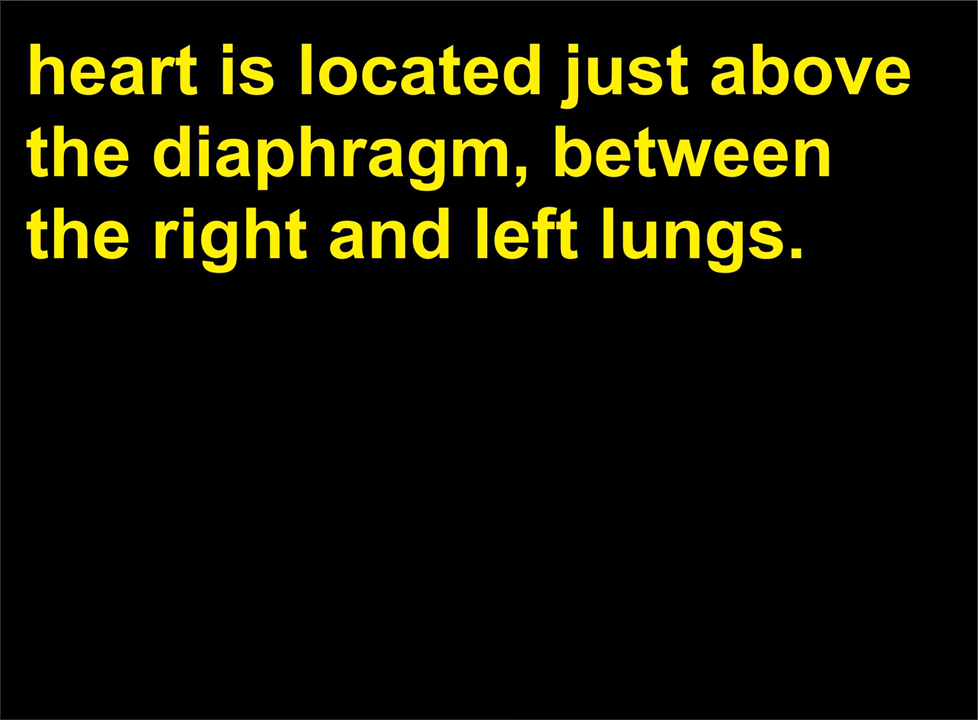 heart is located just above
the diaphragm, between
the right and left lungs.